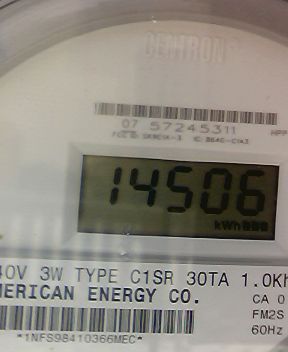 CENTRON
07 57245311
14506
kWh
40V 3W TYPE C1SR 30TA 1.0Kh
MERICAN ENERGY CO.
CA 0
FM2S
60Hz
*1NFS98410366MEC*